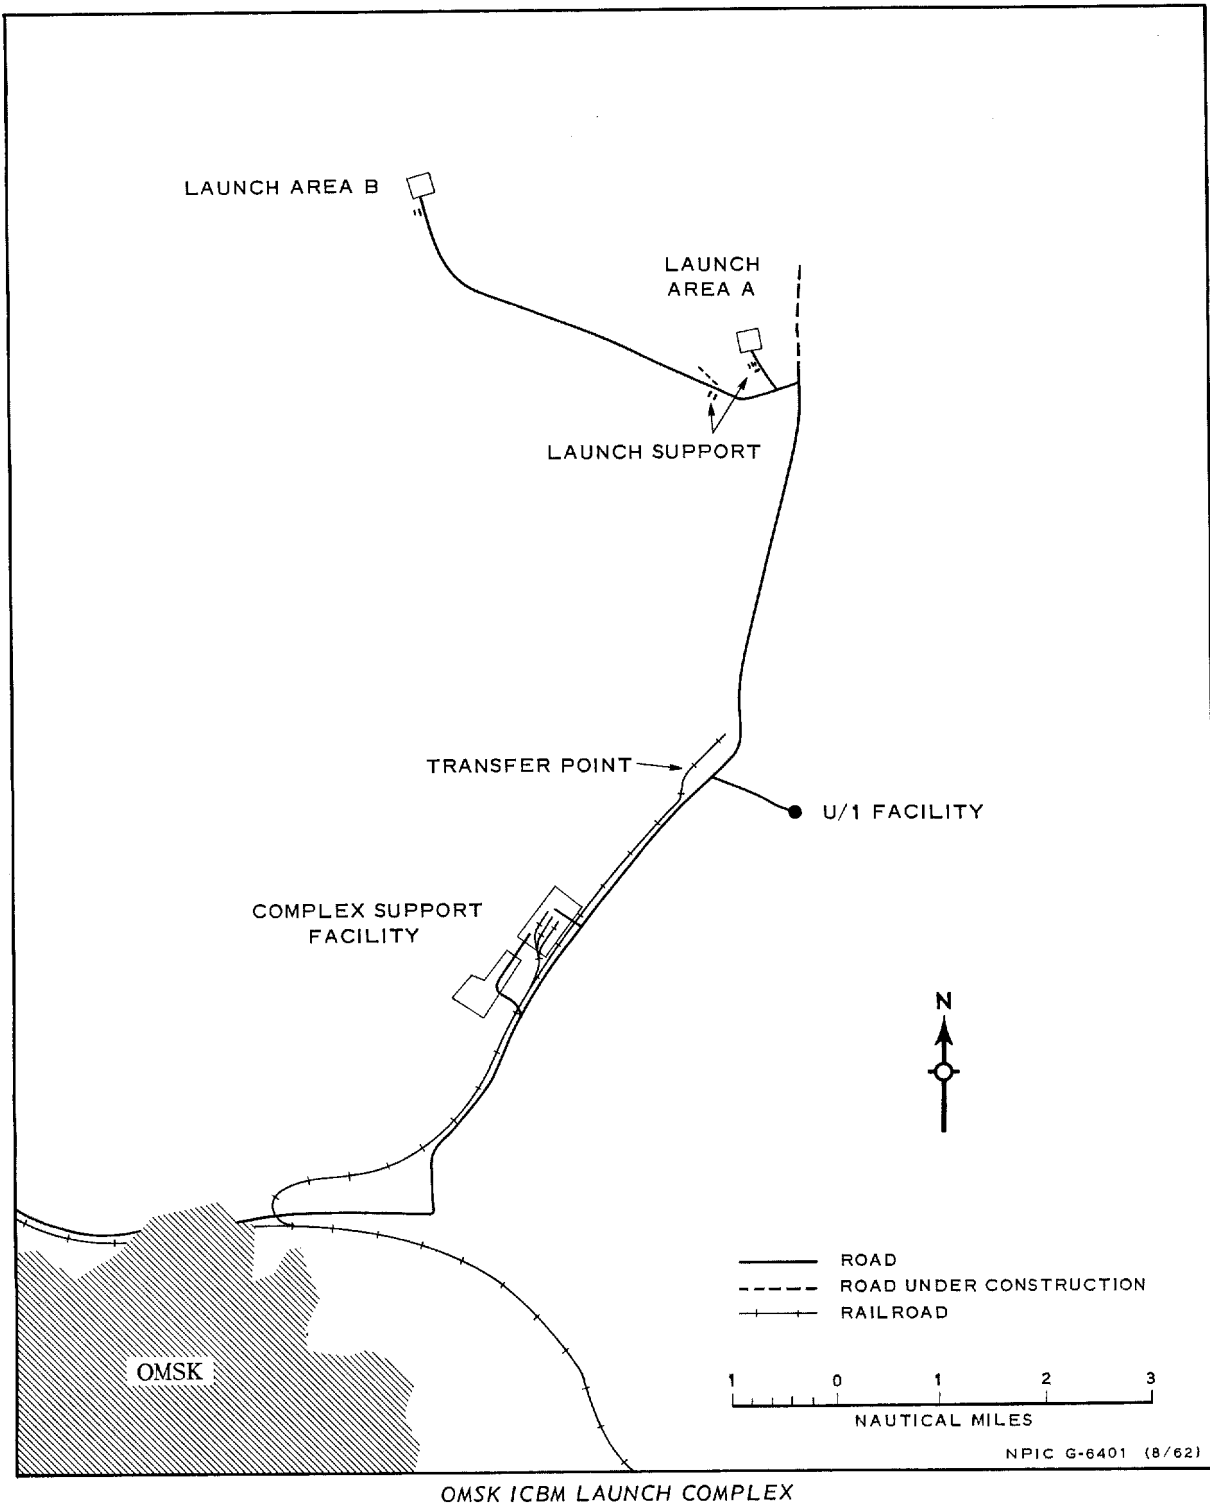 LAUNCH AREA B
LAUNCH
AREA A
LAUNCH SUPPORT
TRANSFER POINT
U/1 FACILITY
COMPLEX SUPPORT
FACILITY
N
ROAD
ROAD UNDER CONSTRUCTION
RAILROAD
OMSK
1 0 1 2 3
NAUTICAL MILES
NPIC G-6401 (8/62)
OMSK ICBM LAUNCH COMPLEX